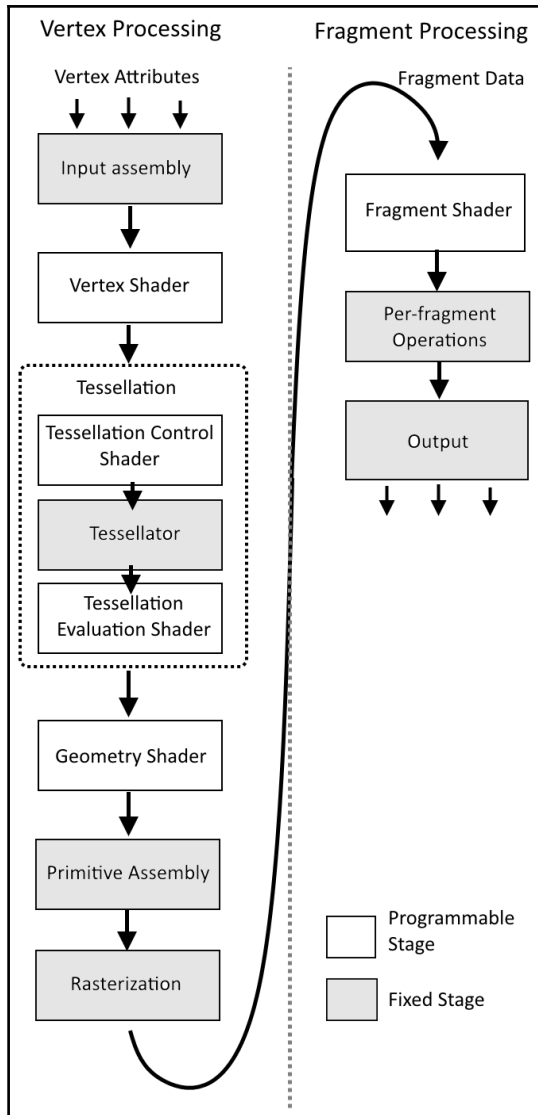 Vertex Processing
Vertex Attributes
Input assembly
Vertex Shader
Tessellation
Tessellation Control
Shader
Tessellator
Tessellation
Evaluation Shader
Geometry Shader
Primitive Assembly
Rasterization
Fragment Processing
Fragment Data
Fragment Shader
Per-fragment
Operations
Output
Programmable
Stage
Fixed Stage